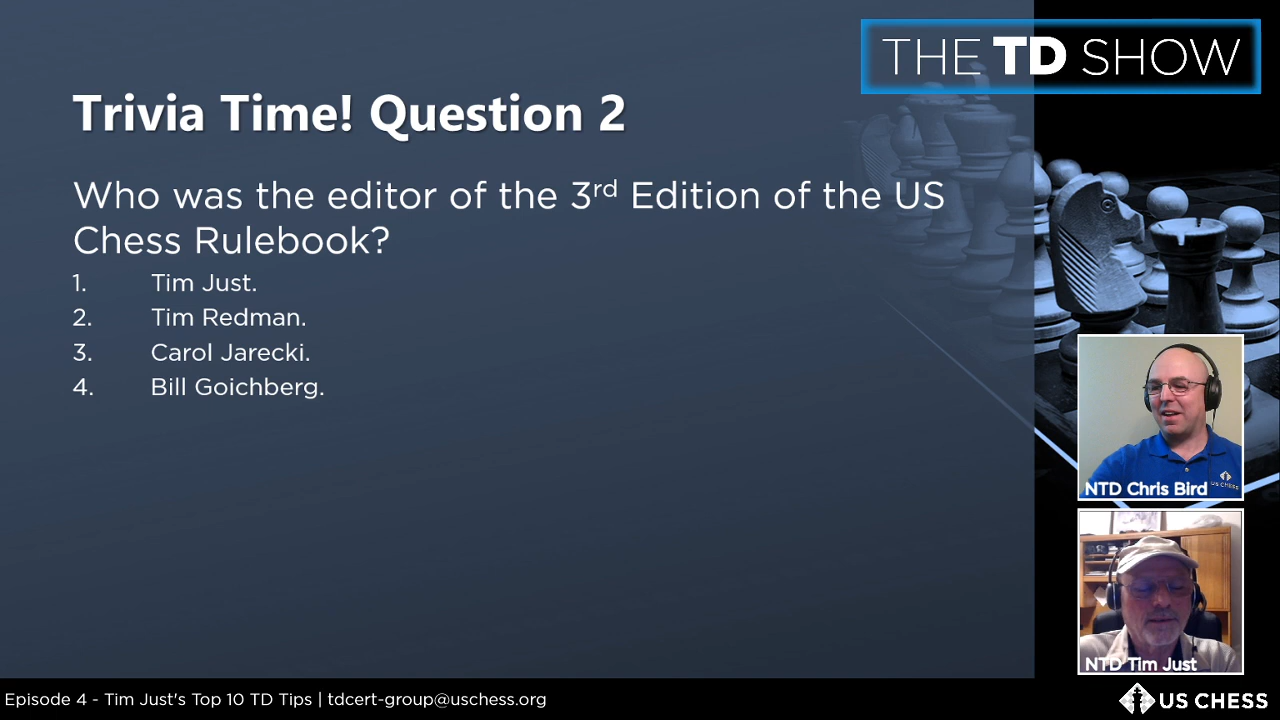 THE TD SHOW
Trivia Time! Question 2
Who was the editor of the 3rd Edition of the US
Chess Rulebook?
1. Tim Just.
2. Tim Redman.
3. Carol Jarecki.
4. Bill Goichberg.
US CHESS
NTD Chris Bird
NTD Tim Just
Episode 4 - Tim Just's Top 10 TD Tips | tdcert-group@uschess.org
US CHESS